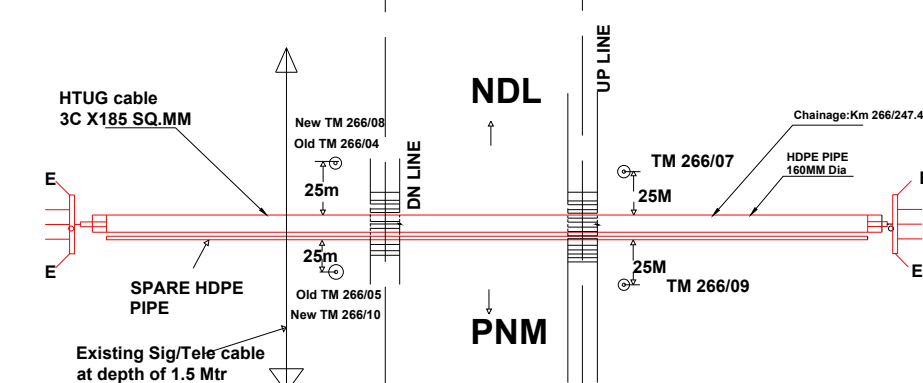 UP LINE
NDL
HTUG cable
3C X185 SQ.MM
New TM 266/08
Old TM 266/04
Chainage:Km 266/247.4
DN LINE
TM 266/07
HDPE PIPE
160MM Dia
E
25m
25M
E
25m
25M
E
E
SPARE HDPE
PIPE
Old TM 266/05
New TM 266/10
TM 266/09
PNM
Existing Sig/Tele cable
at depth of 1.5 Mtr